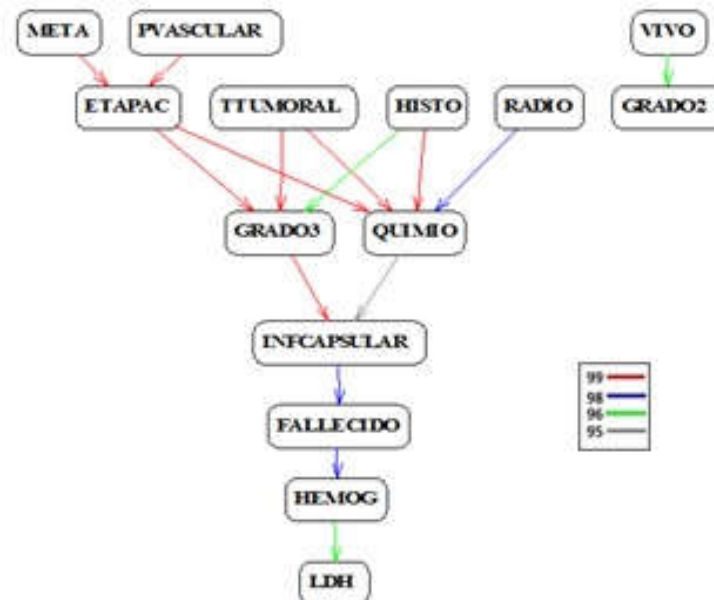 META
PVASCULAR
VIVO
ETAPAC
TTUMORAL
HISTO
RADIO
GRADO2
GRADO3
QUIMIO
INFCAPSULAR
99
98
96
95
FALLECIDO
HEMOG
LDH